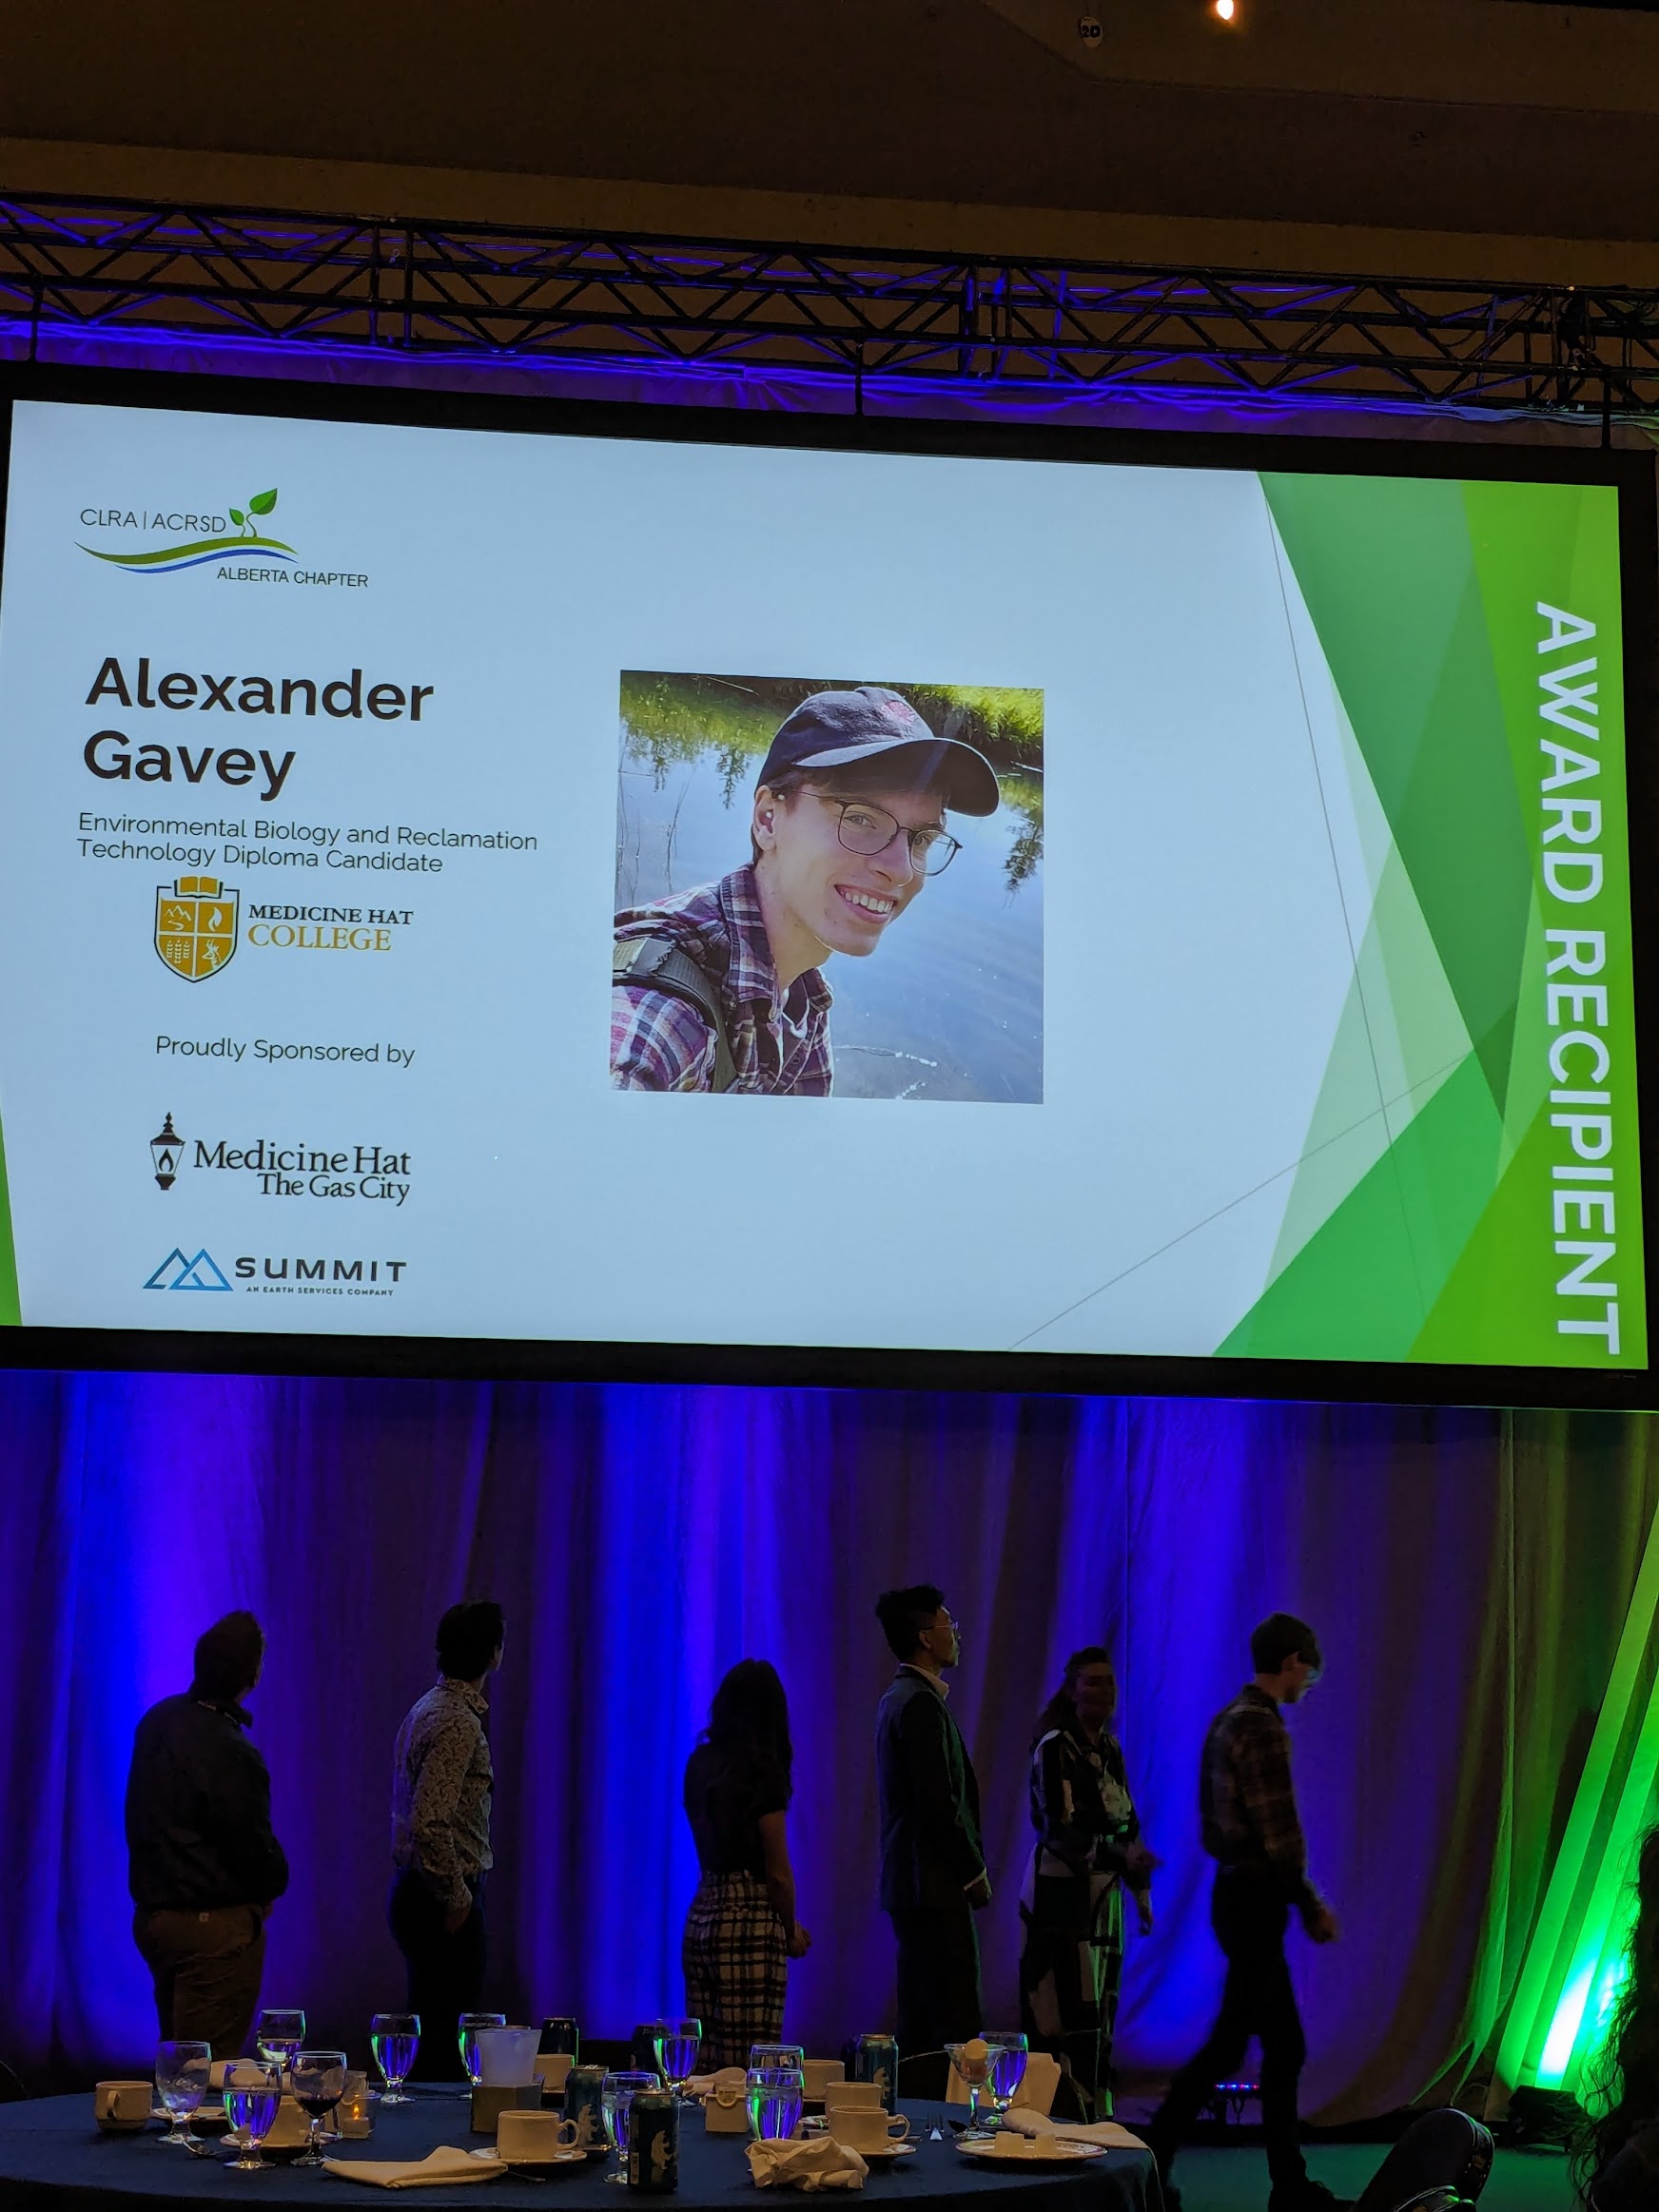 CLRA | ACRSD
ALBERTA CHAPTER
Alexander
Gavey
Environmental Biology and Reclamation
Technology Diploma Candidate
MEDICINE HAT
COLLEGE
Proudly Sponsored by
Medicine Hat
The Gas City
SUMMIT
AN EARTH SERVICES COMPANY
AWARD RECIPIENT
20